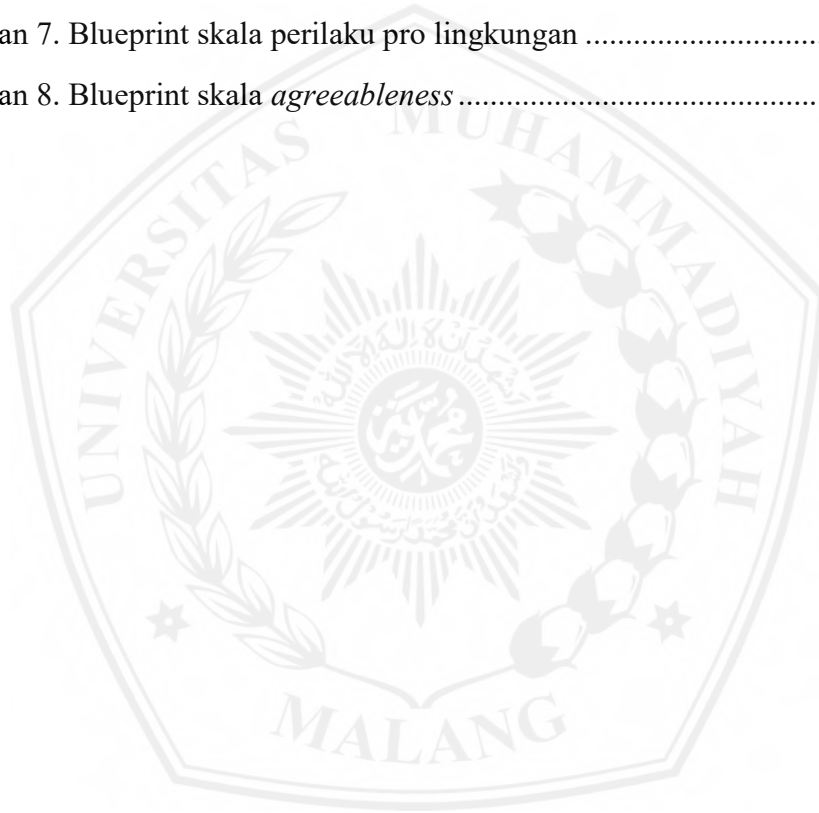 an 7. Blueprint skala perilaku pro lingkungan ................................
an 8. Blueprint skala agreeableness ................................................
UNIVERSITAS MUHAMMADIYAH
MALANG